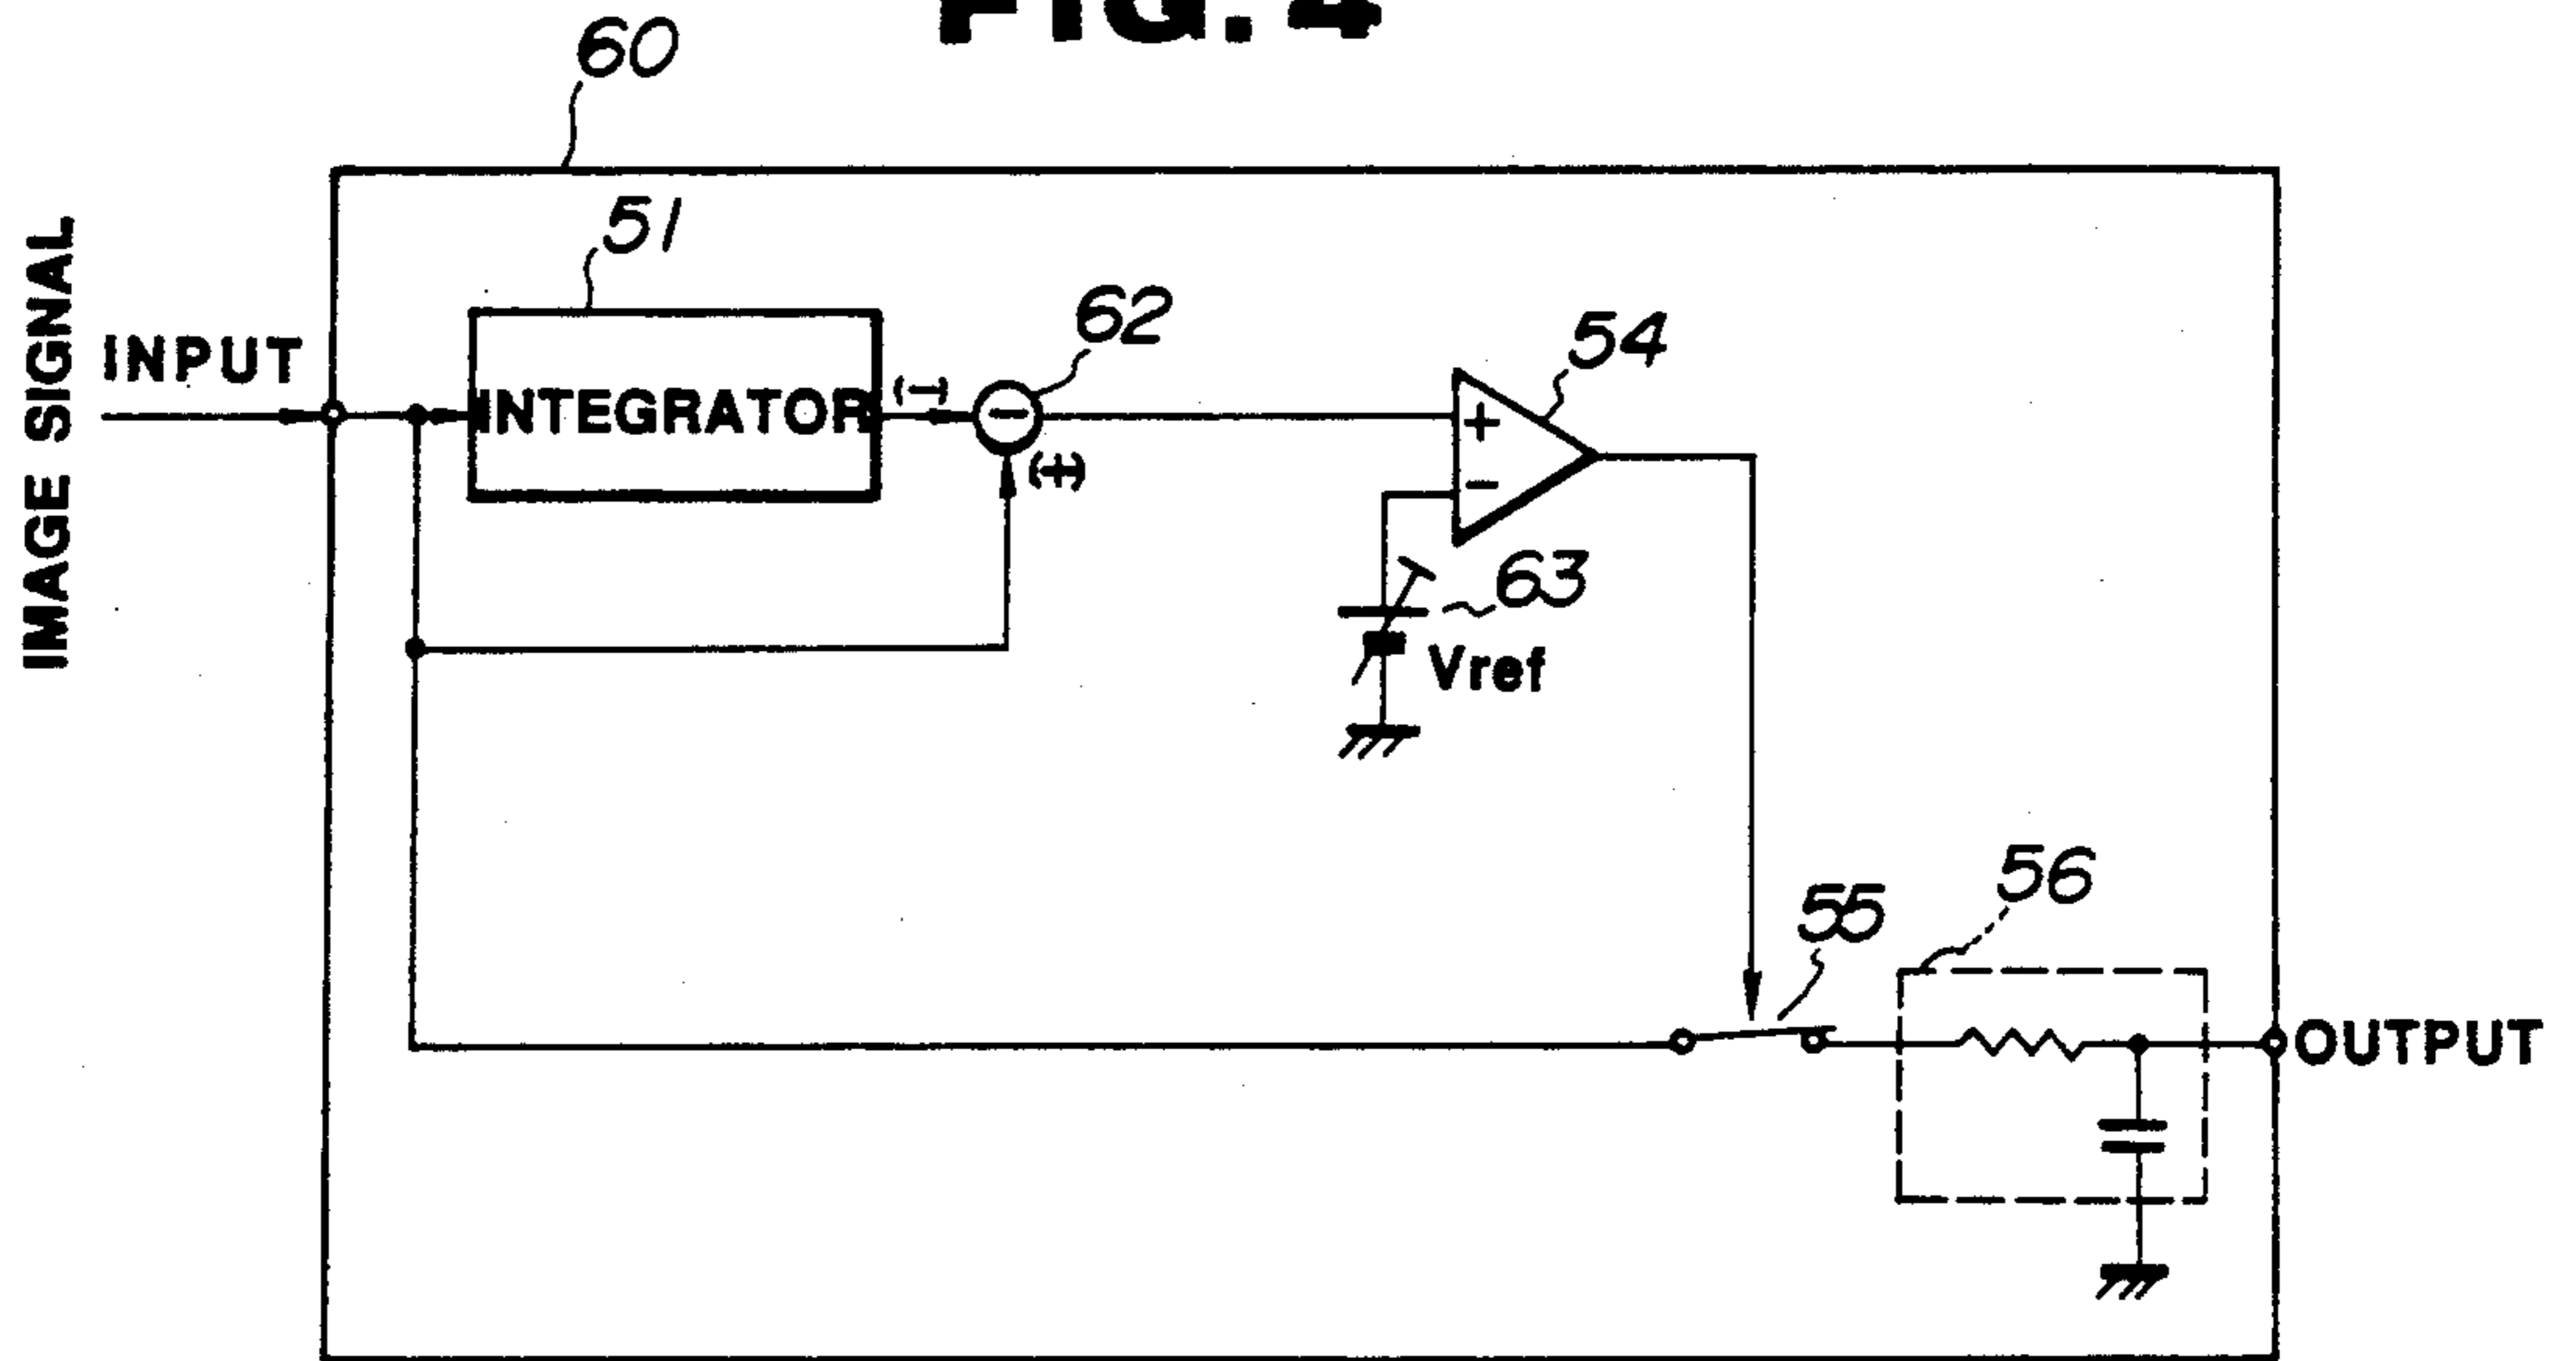 FIG. 4
60
51
62
54
IMAGE SIGNAL
INPUT
INTEGRATOR
(-)
-
(+)
+
-
63
Vref
55
56
OUTPUT